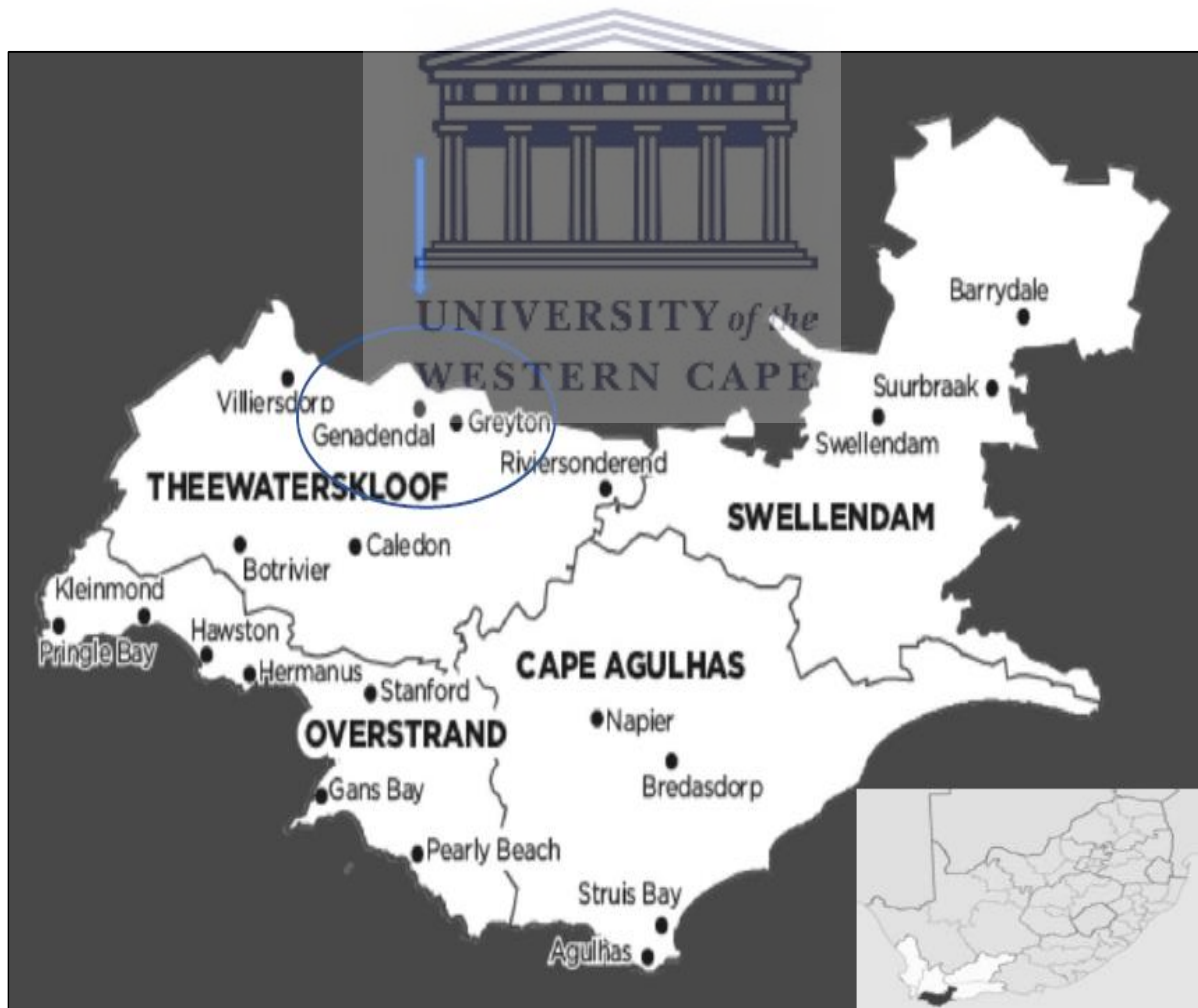 UNIVERSITY of the
WESTERN CAPE
Barrydale
Villiersdorp
Suurbraak
Genadendal
Greyton
Swellendam
Riviersonderend
THEEWATERSKLOOF
SWELLENDAM
Botrivier
Caledon
Kleinmond
Pringle Bay
Hawston
Hermanus
Stanford
CAPE AGULHAS
OVERSTRAND
Napier
Gans Bay
Bredasdorp
Pearly Beach
Struis Bay
Agulhas